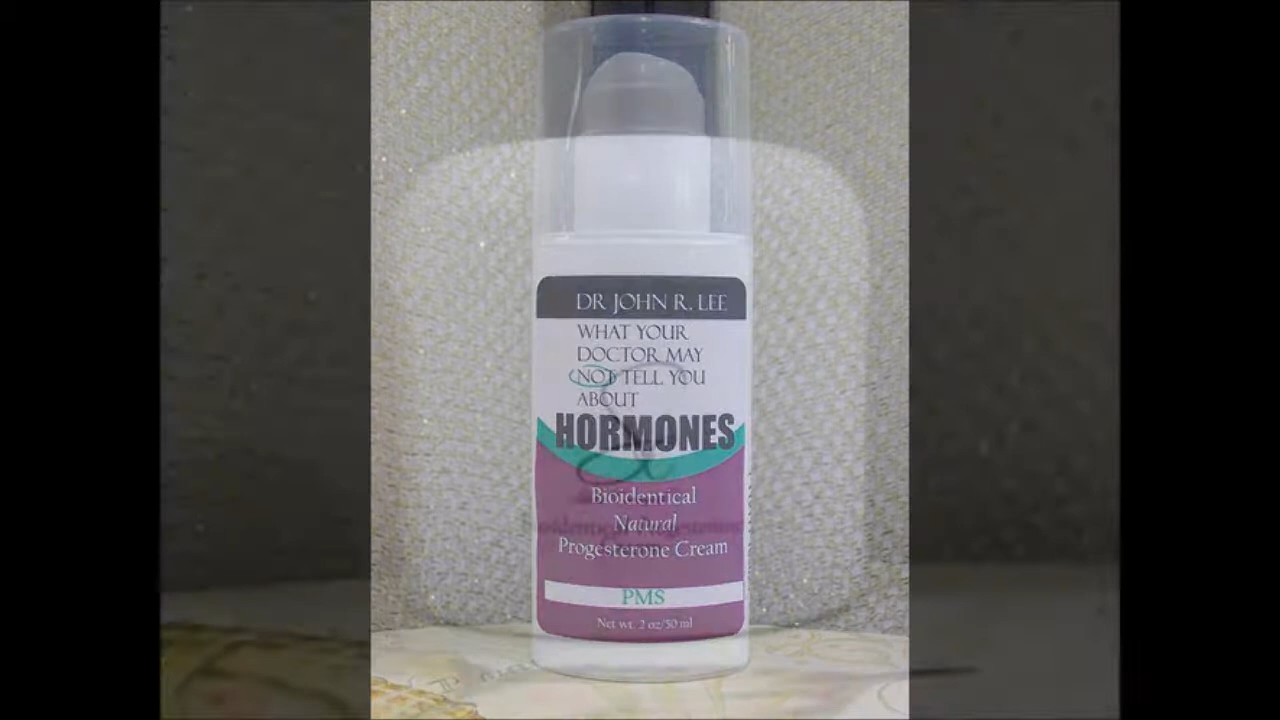 DR JOHN R. LEE
WHAT YOUR
DOCTOR MAY
NOT TELL YOU
ABOUT
HORMONES
Bioidentical
Natural
Progesterone Cream
PMS
Net wt. 2 oz/50 ml